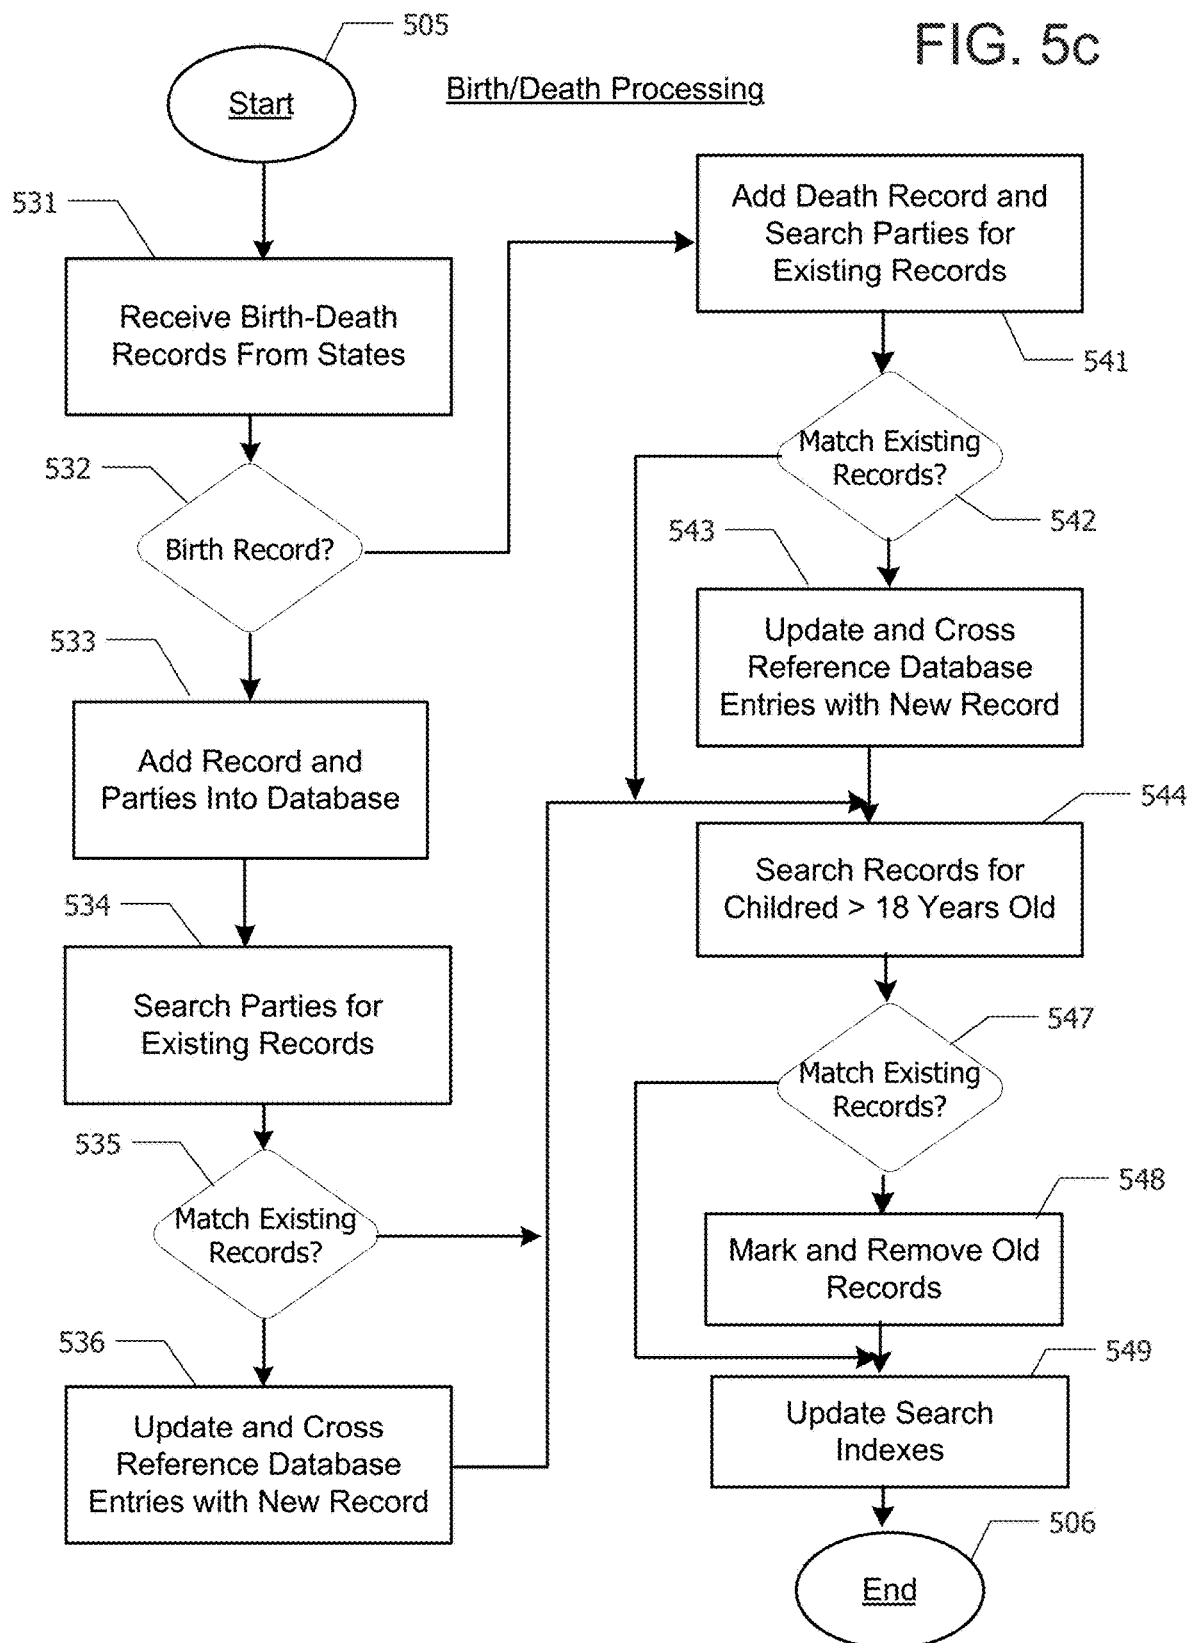 FIG. 5c
Birth/Death Processing
505
Start
531
Receive Birth-Death
Records From States
532
Birth Record?
533
Add Record and
Parties Into Database
534
Search Parties for
Existing Records
535
Match Existing
Records?
536
Update and Cross
Reference Database
Entries with New Record
Add Death Record and
Search Parties for
Existing Records
541
Match Existing
Records?
542
543
Update and Cross
Reference Database
Entries with New Record
544
Search Records for
Childred > 18 Years Old
547
Match Existing
Records?
548
Mark and Remove Old
Records
549
Update Search
Indexes
506
End